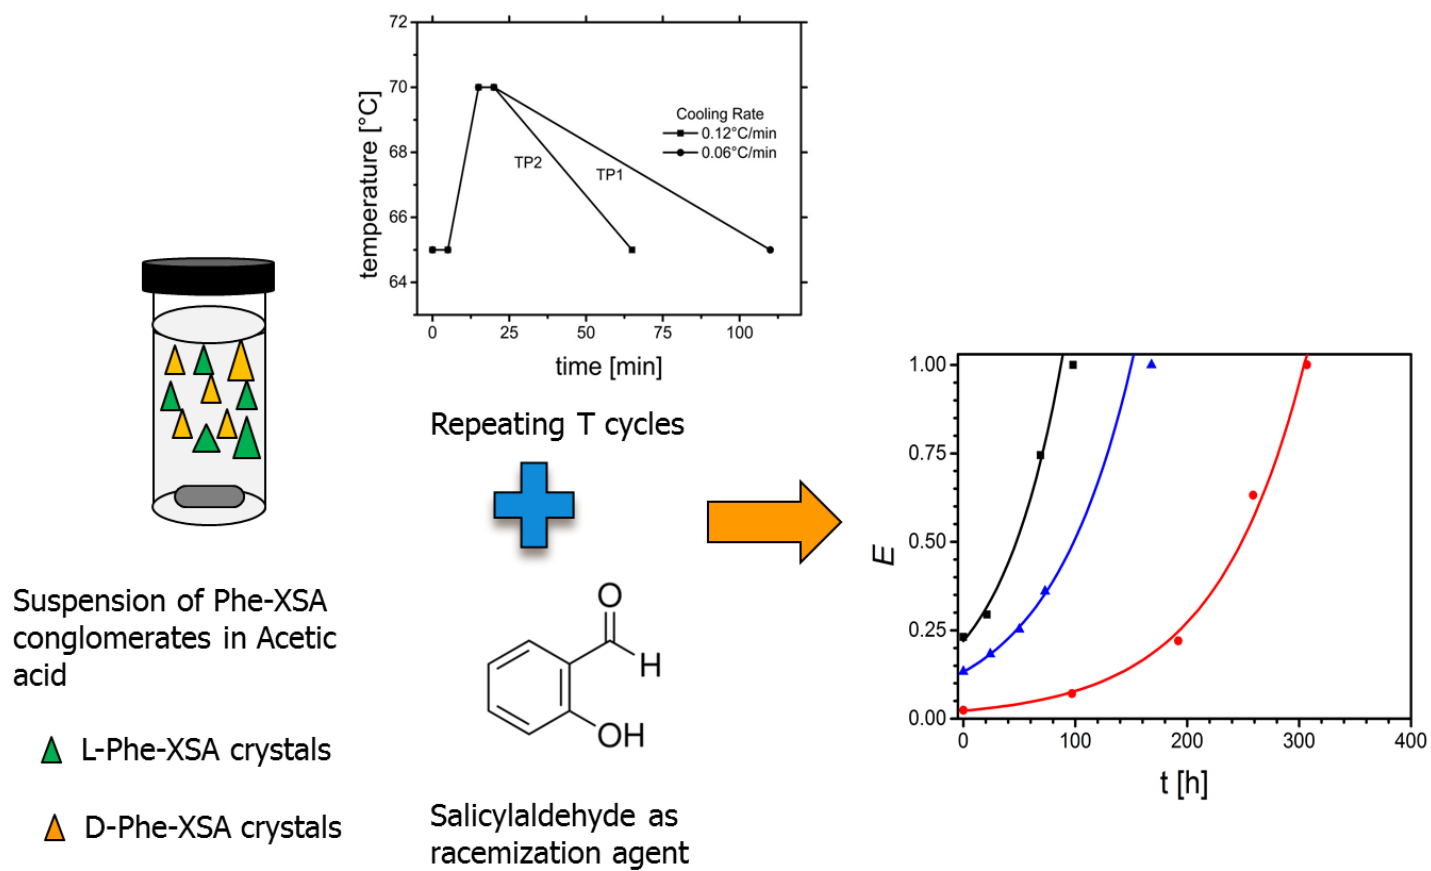 72
70
68
66
64
temperature [°C]
Cooling Rate
0.12°C/min
0.06°C/min
TP2
TP1
0 25 50 75 100
time [min]
Repeating T cycles
Suspension of Phe-XSA
conglomerates in Acetic
acid
L-Phe-XSA crystals
D-Phe-XSA crystals
O
H
OH
Salicylaldehyde as
racemization agent
1.00
0.75
0.50
0.25
0.00
E
0 100 200 300 400
t [h]